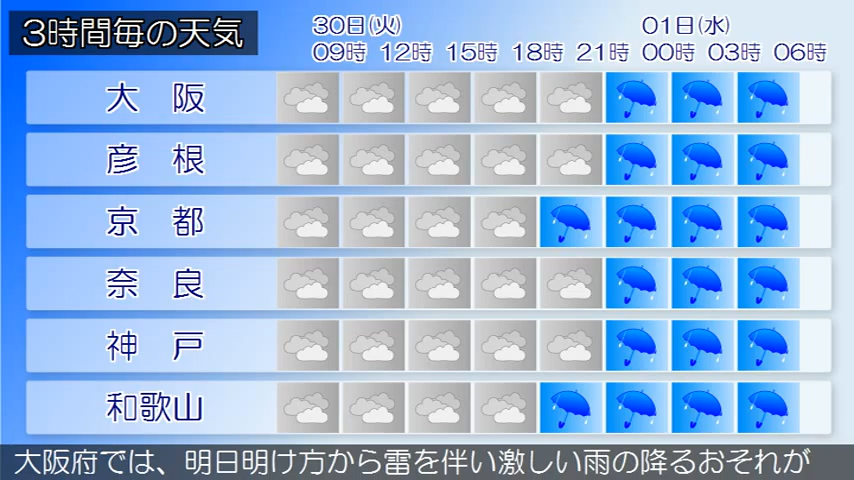 3時間毎の天気
30日(火) 01日(水)
09時 12時 15時 18時 21時 00時 03時 06時
大阪
彦根
京都
奈良
神戸
和歌山
大阪府では、明日明け方から雷を伴い激しい雨の降るおそれが